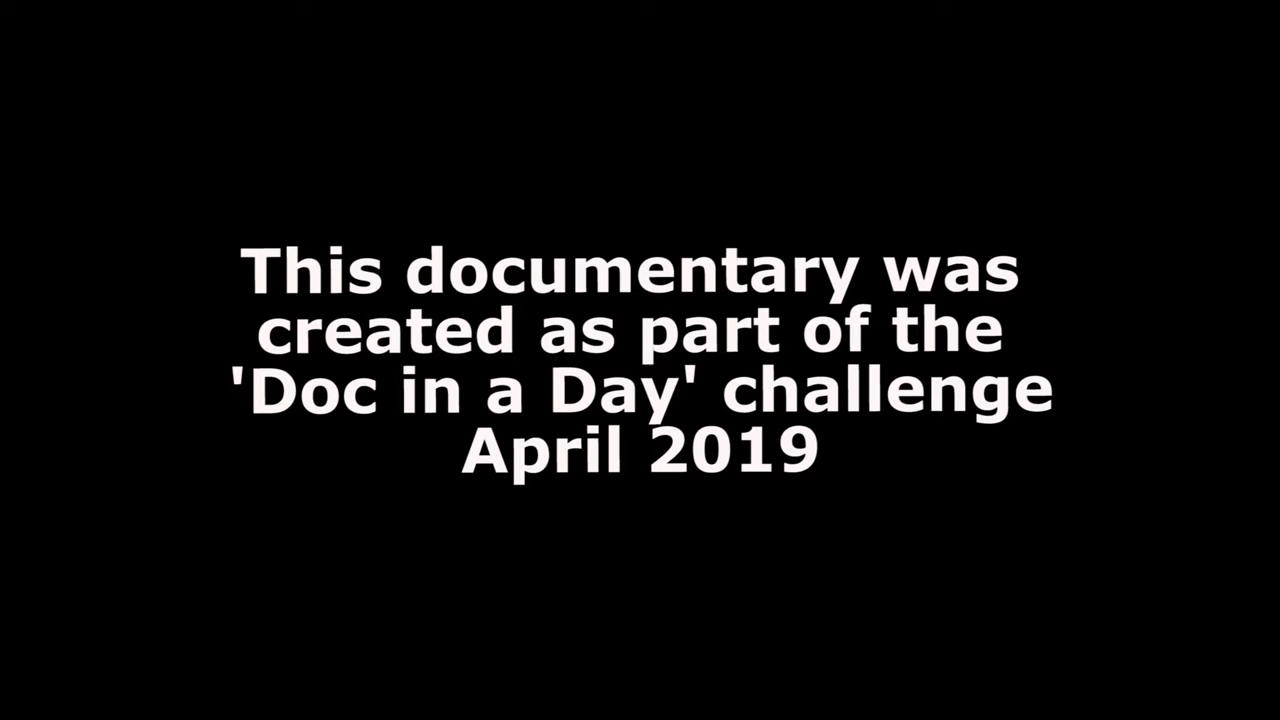 This documentary was
created as part of the
'Doc in a Day' challenge
April 2019